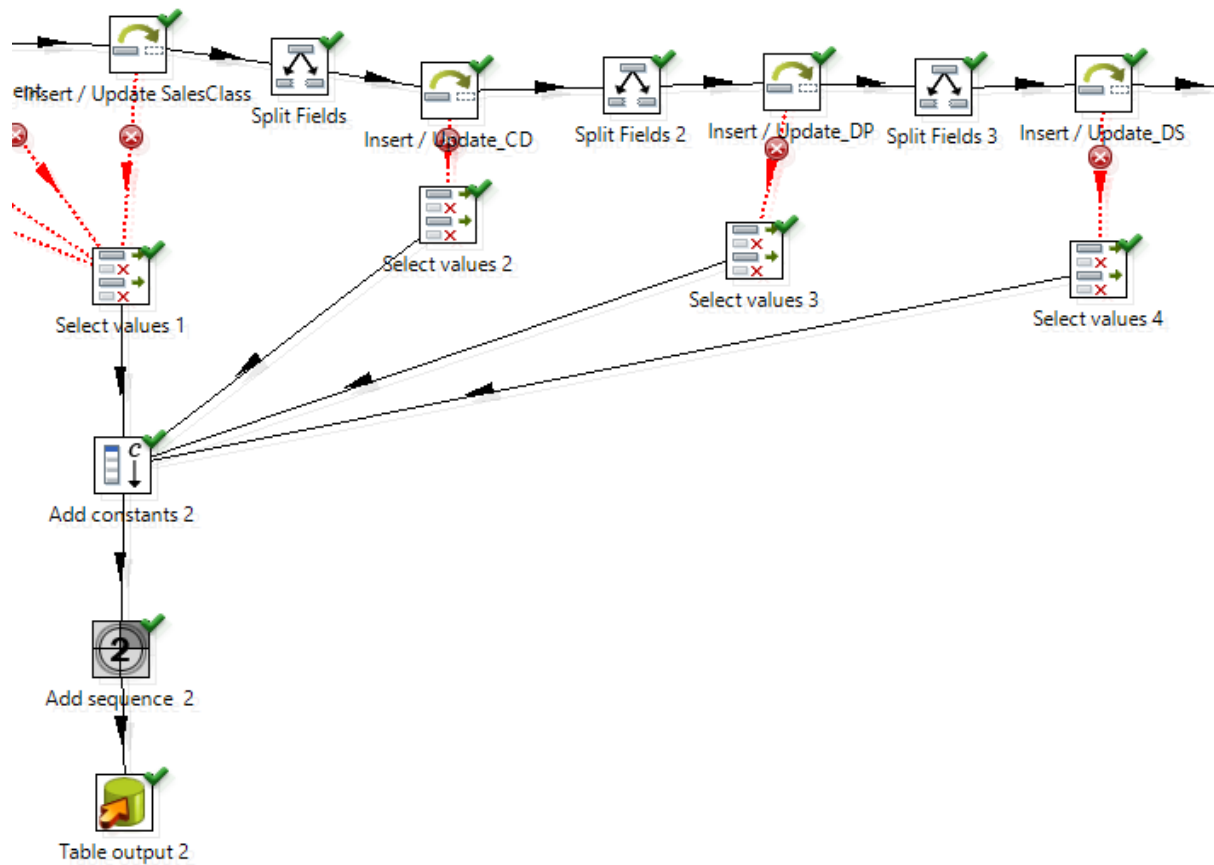 ent
Insert / Update SalesClass
Split Fields
Insert / Update_CD
Split Fields 2
Insert / Update_DP
Split Fields 3
Insert / Update_DS
Select values 2
Select values 3
Select values 1
Select values 4
C
Add constants 2
2
Add sequence 2
Table output 2